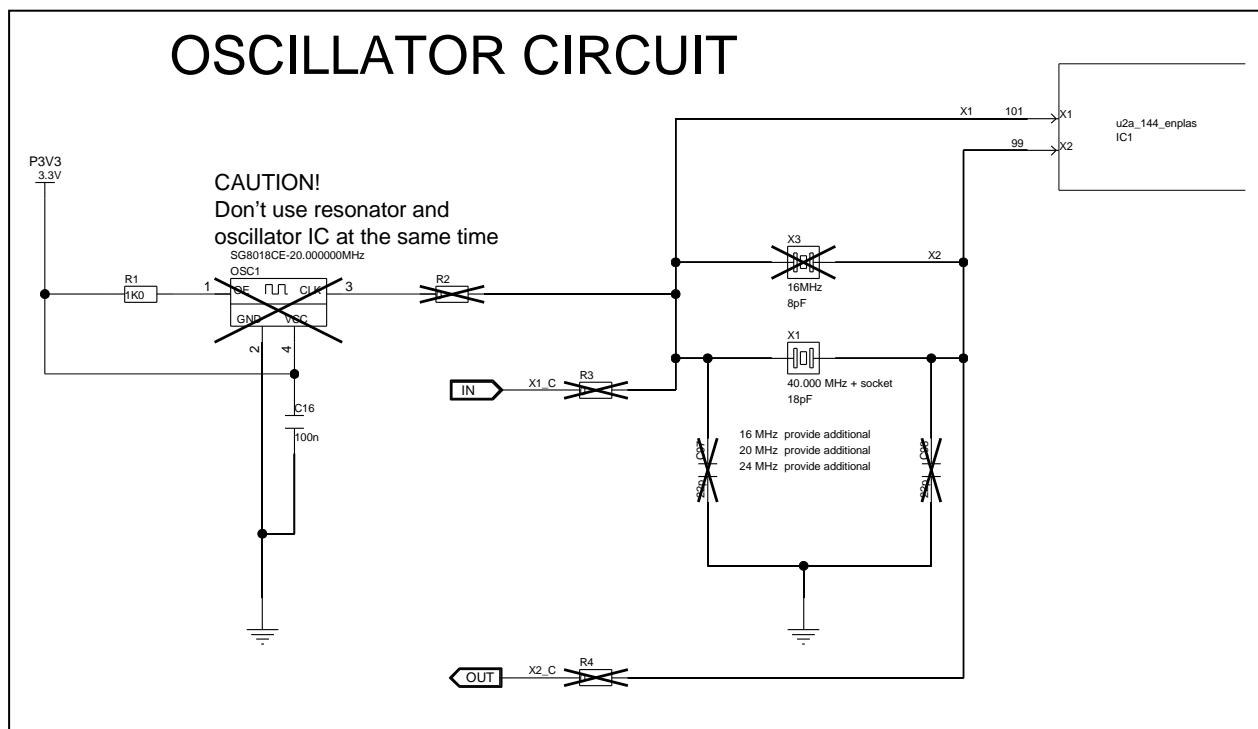 OSCILLATOR CIRCUIT
X1 101 X1
u2a_144_enplas
IC1
99 X2
P3V3
3.3V
CAUTION!
Don't use resonator and
oscillator IC at the same time
SG8018CE-20.000000MHz
OSC1
R1
1K0
1 OE CLK 3
R2
GND VCC
2 4
X3
X2
16MHz
8pF
X1
40.000 MHz + socket
18pF
IN X1_C R3
C16
100n
16 MHz provide additional
20 MHz provide additional
24 MHz provide additional
22p
22p
OUT X2_C R4